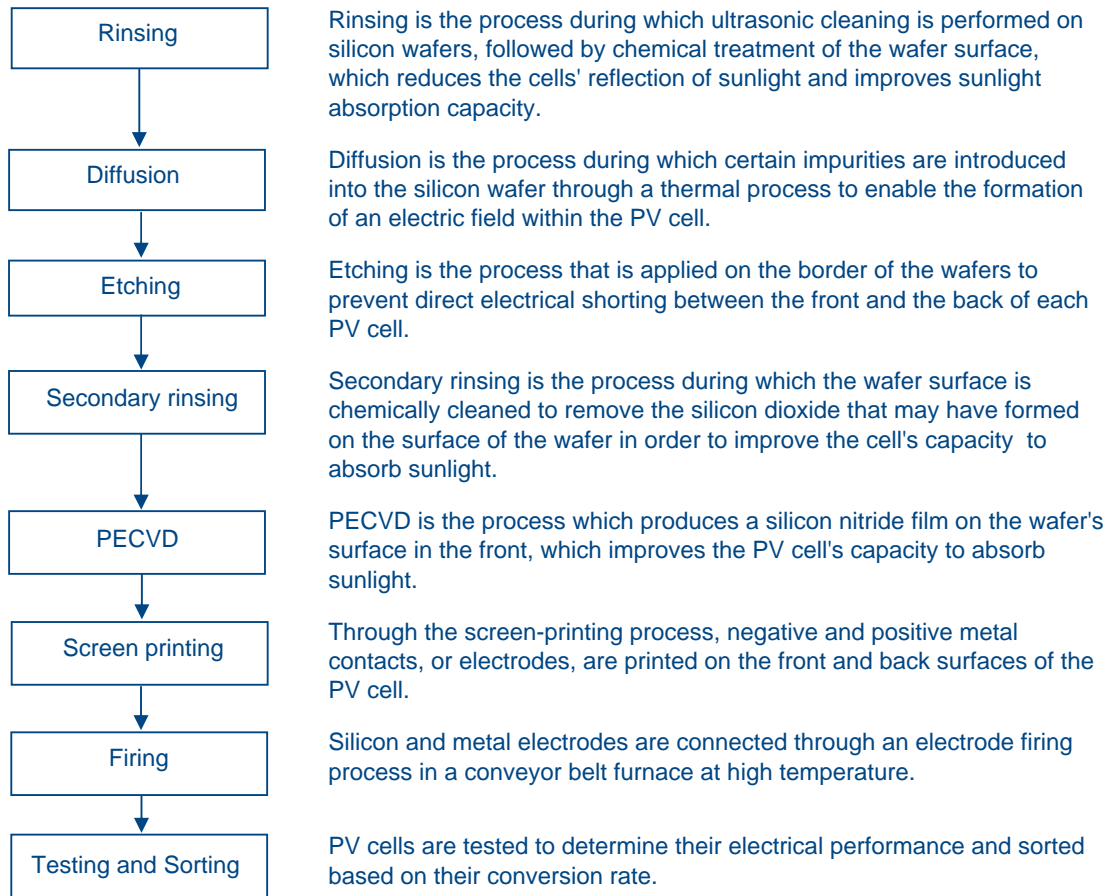 Rinsing
Rinsing is the process during which ultrasonic cleaning is performed on
silicon wafers, followed by chemical treatment of the wafer surface,
which reduces the cells' reflection of sunlight and improves sunlight
absorption capacity.
Diffusion
Diffusion is the process during which certain impurities are introduced
into the silicon wafer through a thermal process to enable the formation
of an electric field within the PV cell.
Etching
Etching is the process that is applied on the border of the wafers to
prevent direct electrical shorting between the front and the back of each
PV cell.
Secondary rinsing
Secondary rinsing is the process during which the wafer surface is
chemically cleaned to remove the silicon dioxide that may have formed
on the surface of the wafer in order to improve the cell's capacity to
absorb sunlight.
PECVD
PECVD is the process which produces a silicon nitride film on the wafer's
surface in the front, which improves the PV cell's capacity to absorb
sunlight.
Screen printing
Through the screen-printing process, negative and positive metal
contacts, or electrodes, are printed on the front and back surfaces of the
PV cell.
Firing
Silicon and metal electrodes are connected through an electrode firing
process in a conveyor belt furnace at high temperature.
Testing and Sorting
PV cells are tested to determine their electrical performance and sorted
based on their conversion rate.